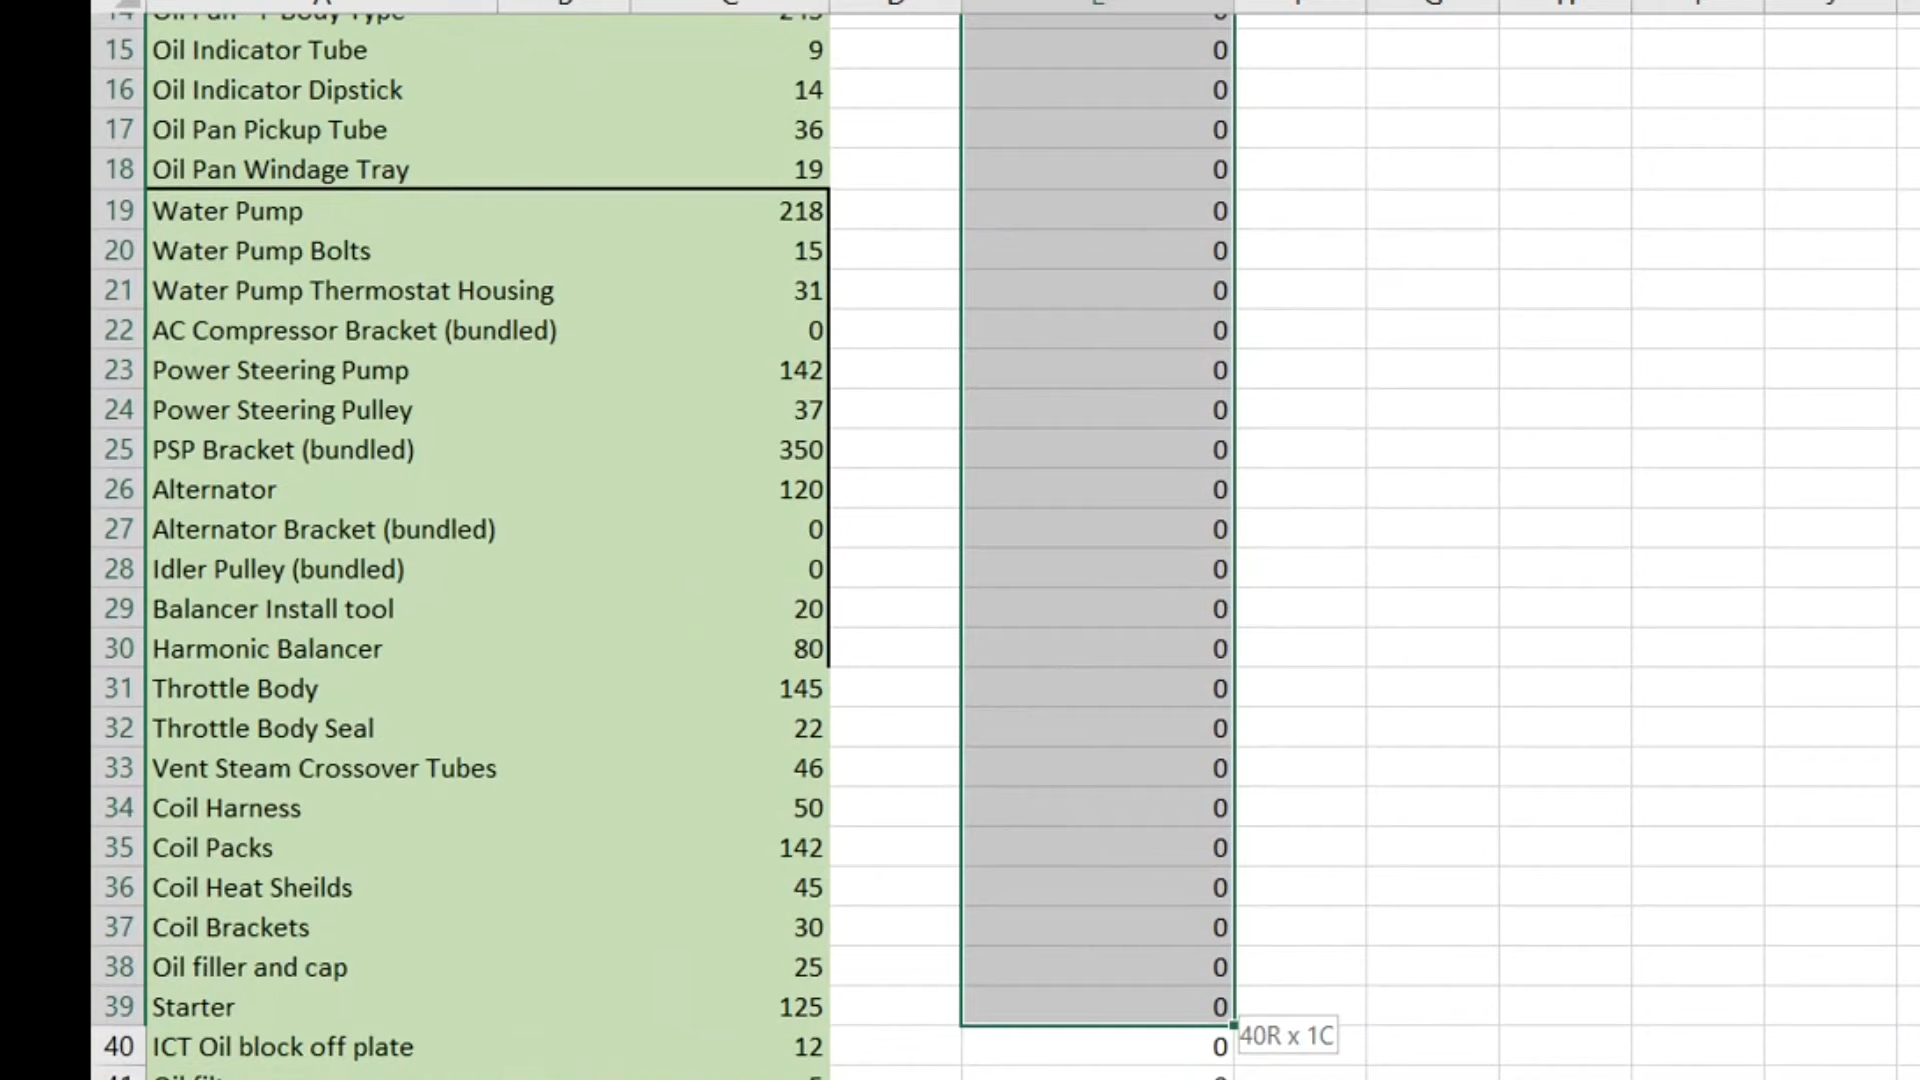 14 Oil Pan - F Body Type 245 0
15 Oil Indicator Tube 9 0
16 Oil Indicator Dipstick 14 0
17 Oil Pan Pickup Tube 36 0
18 Oil Pan Windage Tray 19 0
19 Water Pump 218 0
20 Water Pump Bolts 15 0
21 Water Pump Thermostat Housing 31 0
22 AC Compressor Bracket (bundled) 0 0
23 Power Steering Pump 142 0
24 Power Steering Pulley 37 0
25 PSP Bracket (bundled) 350 0
26 Alternator 120 0
27 Alternator Bracket (bundled) 0 0
28 Idler Pulley (bundled) 0 0
29 Balancer Install tool 20 0
30 Harmonic Balancer 80 0
31 Throttle Body 145 0
32 Throttle Body Seal 22 0
33 Vent Steam Crossover Tubes 46 0
34 Coil Harness 50 0
35 Coil Packs 142 0
36 Coil Heat Sheilds 45 0
37 Coil Brackets 30 0
38 Oil filler and cap 25 0
39 Starter 125 0
40R x 1C
40 ICT Oil block off plate 12 0